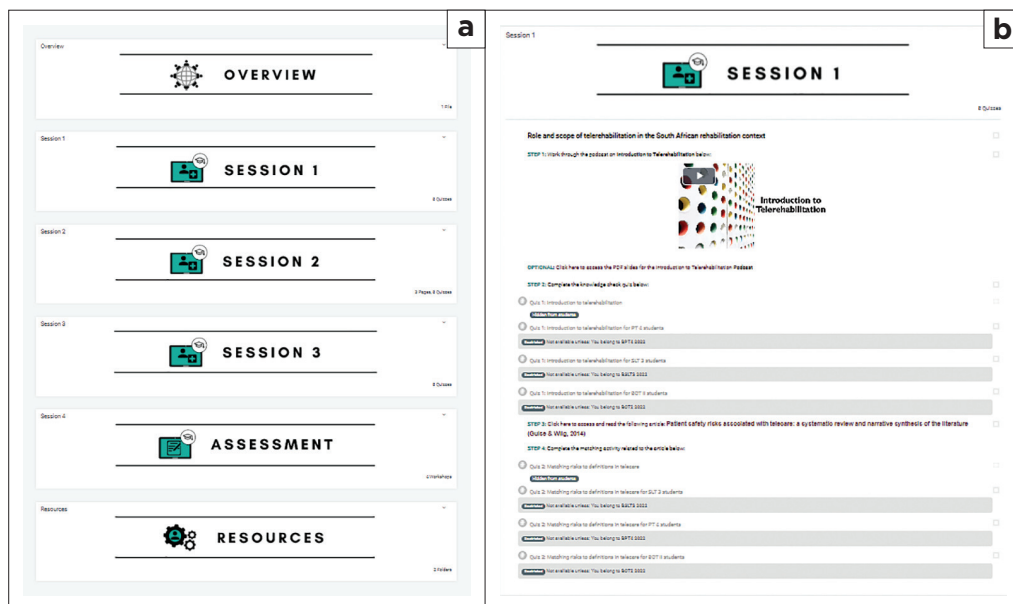 a
Overview
OVERVIEW
1 File
Session 1
SESSION 1
8 Quizzes
Session 2
SESSION 2
3 Pages, 8 Quizzes
Session 3
SESSION 3
8 Quizzes
Session 4
ASSESSMENT
2 Workshops
Resources
RESOURCES
2 Folders
b
Session 1
SESSION 1
8 Quizzes
Role and scope of telerehabilitation in the South African rehabilitation context
STEP 1: Work through the podcast on Introduction to Telerehabilitation below:
Introduction to
Telerehabilitation
OPTIONAL: Click here to access the PDF slides for the Introduction to Telerehabilitation Podcast
STEP 2: Complete the knowledge check quiz below:
Quiz 1: Introduction to telerehabilitation
Hidden from students
Quiz 1: Introduction to telerehabilitation for PT 4 students
Restricted Not available unless: You belong to BPT4 2022
Quiz 1: Introduction to telerehabilitation for SLT 3 students
Restricted Not available unless: You belong to BSLT3 2022
Quiz 1: Introduction to telerehabilitation for BOT II students
Restricted Not available unless: You belong to BOT2 2022
STEP 3: Click here to access and read the following article: Patient safety risks associated with telecare: a systematic review and narrative synthesis of the literature
(Guise & Wiig, 2014)
STEP 4: Complete the matching activity related to the article below:
Quiz 2: Matching risks to definitions in telecare
Hidden from students
Quiz 2: Matching risks to definitions in telecare for SLT 3 students
Restricted Not available unless: You belong to BSLT3 2022
Quiz 2: Matching risks to definitions in telecare for PT 4 students
Restricted Not available unless: You belong to BPT4 2022
Quiz 2: Matching risks to definitions in telecare for BOT II students
Restricted Not available unless: You belong to BOT2 2022